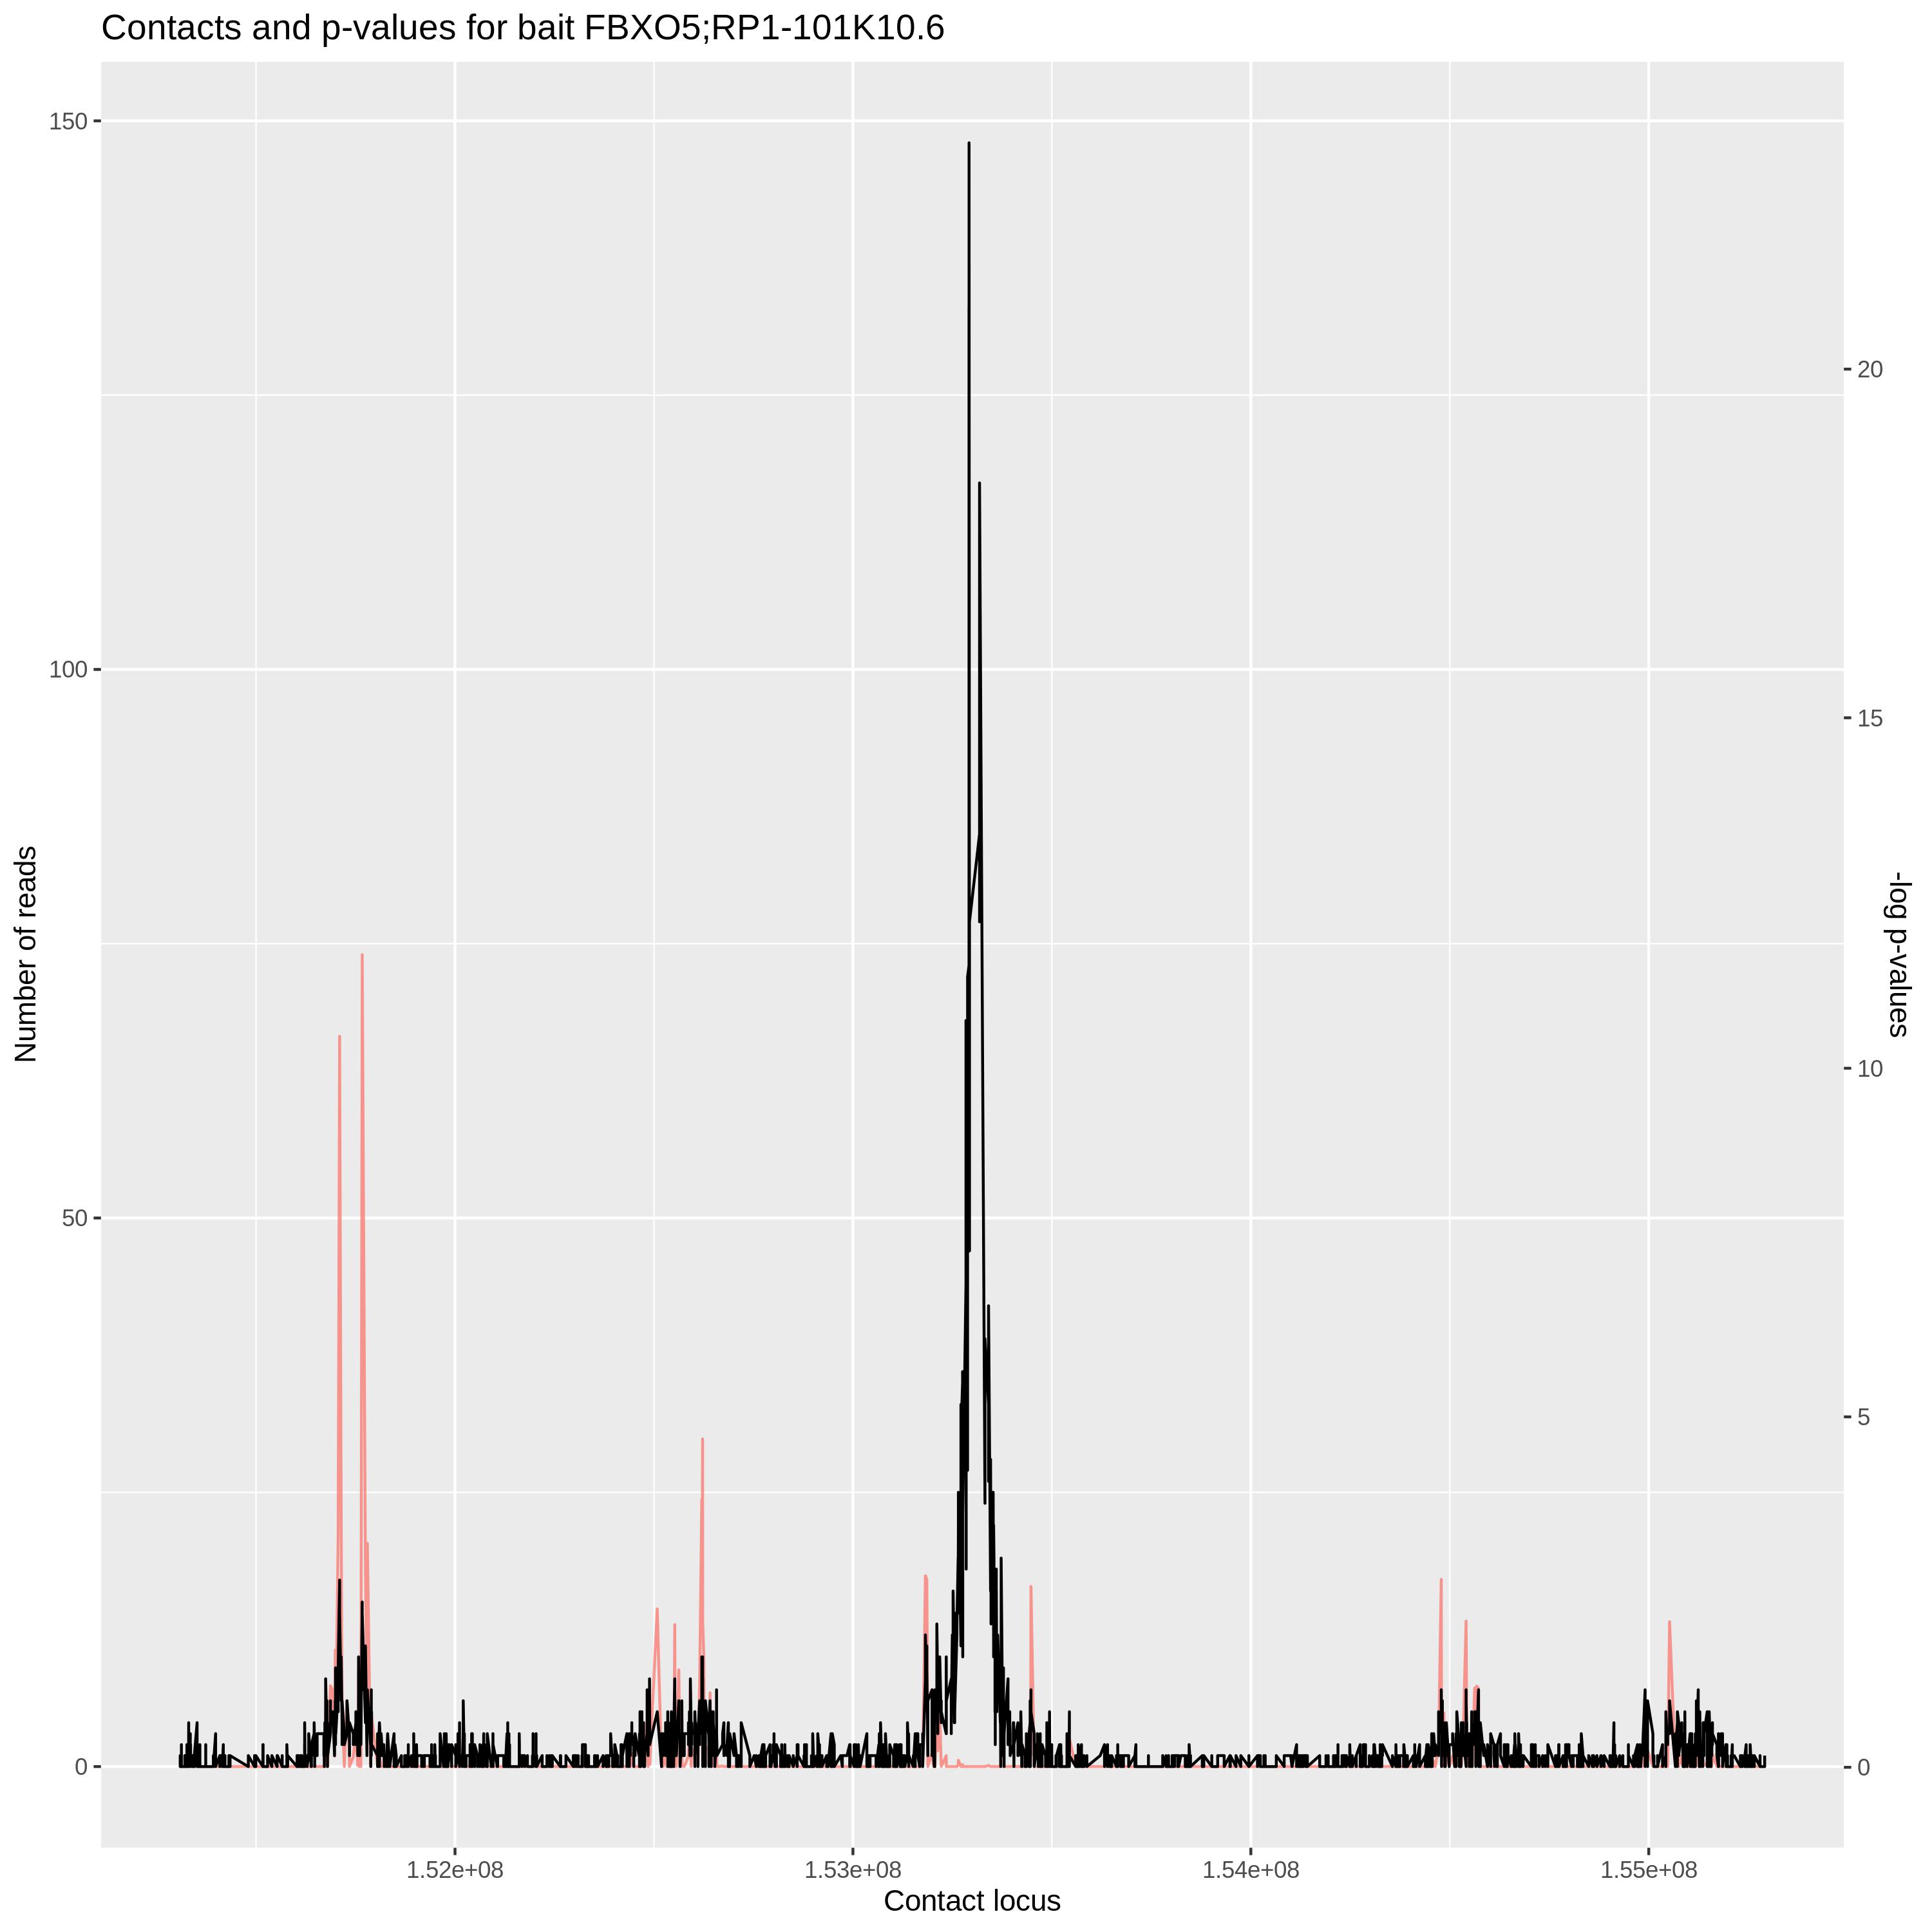 Contacts and p-values for bait FBXO5;RP1-101K10.6
150
100
50
0
Number of reads
20
15
10
5
0
-log p-values
1.52e+08
1.53e+08
1.54e+08
1.55e+08
Contact locus